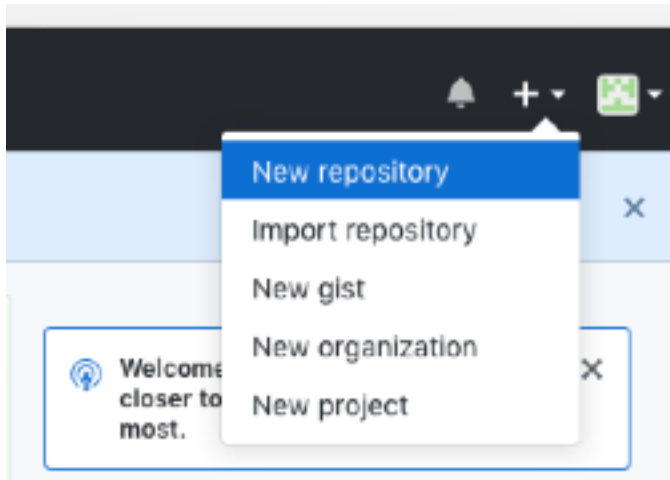 New repository
Import repository
New gist
New organization
New project
Welcome
closer to
most.